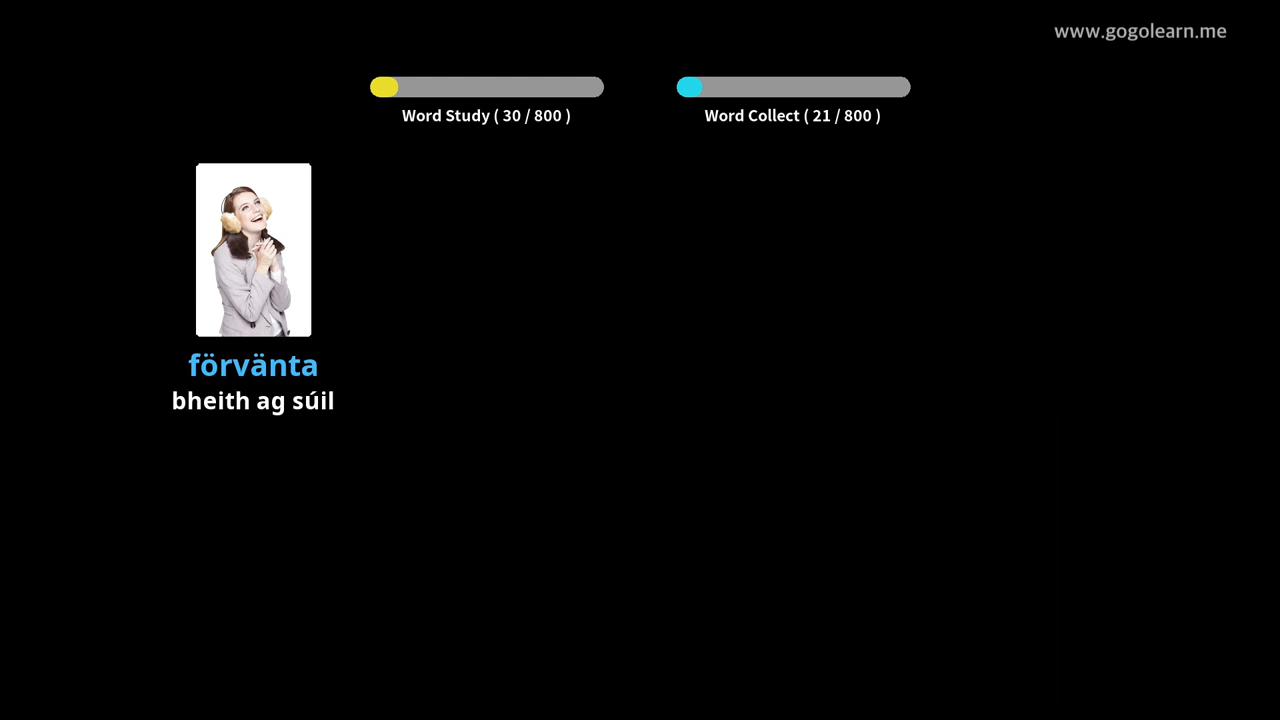 www.gogolearn.me
Word Study ( 30 / 800 )
Word Collect ( 21 / 800 )
förvänta
bheith ag súil